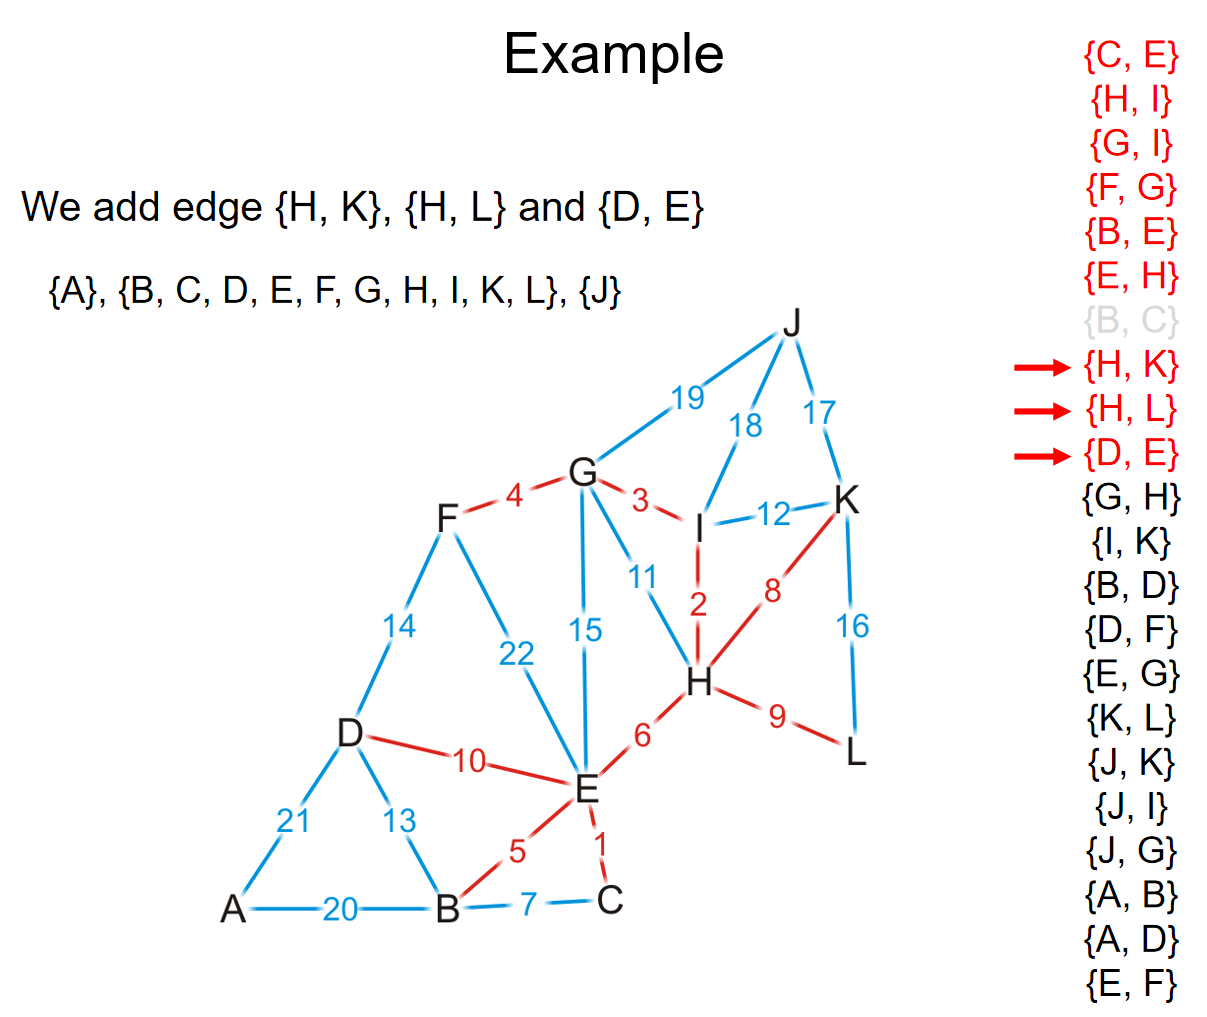 Example
We add edge {H, K}, {H, L} and {D, E}
{A}, {B, C, D, E, F, G, H, I, K, L}, {J}
{C, E}
{H, I}
{G, I}
{F, G}
{B, E}
{E, H}
{B, C}
{H, K}
{H, L}
{D, E}
{G, H}
{I, K}
{B, D}
{D, F}
{E, G}
{K, L}
{J, K}
{J, I}
{J, G}
{A, B}
{A, D}
{E, F}
J
19
18
17
G
4
3
F
I
12
K
11
8
2
14
15
22
16
H
9
6
D
10
L
E
21
13
5
1
A
20
B
7
C